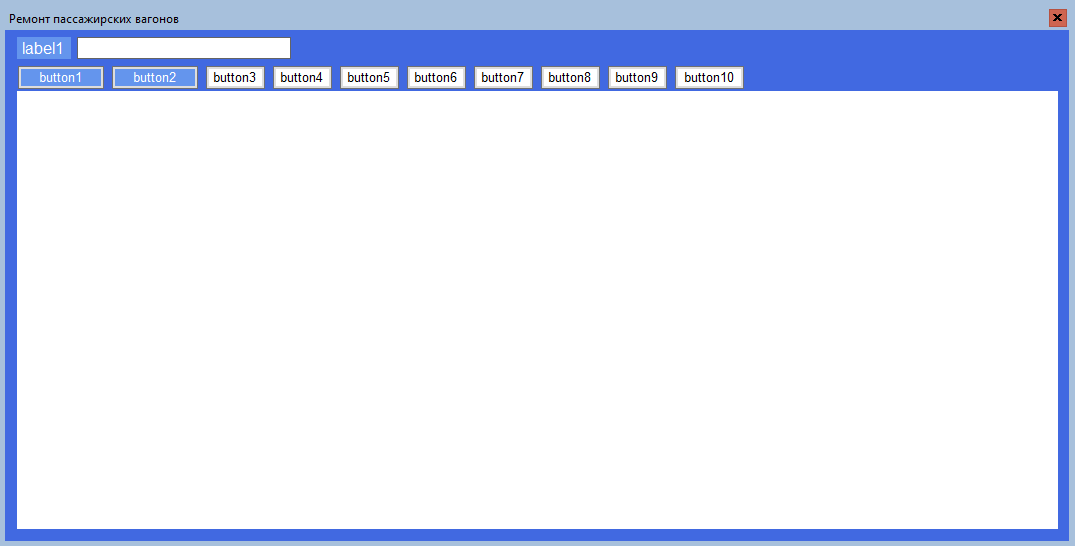 Ремонт пассажирских вагонов
label1
button1 button2 button3 button4 button5 button6 button7 button8 button9 button10